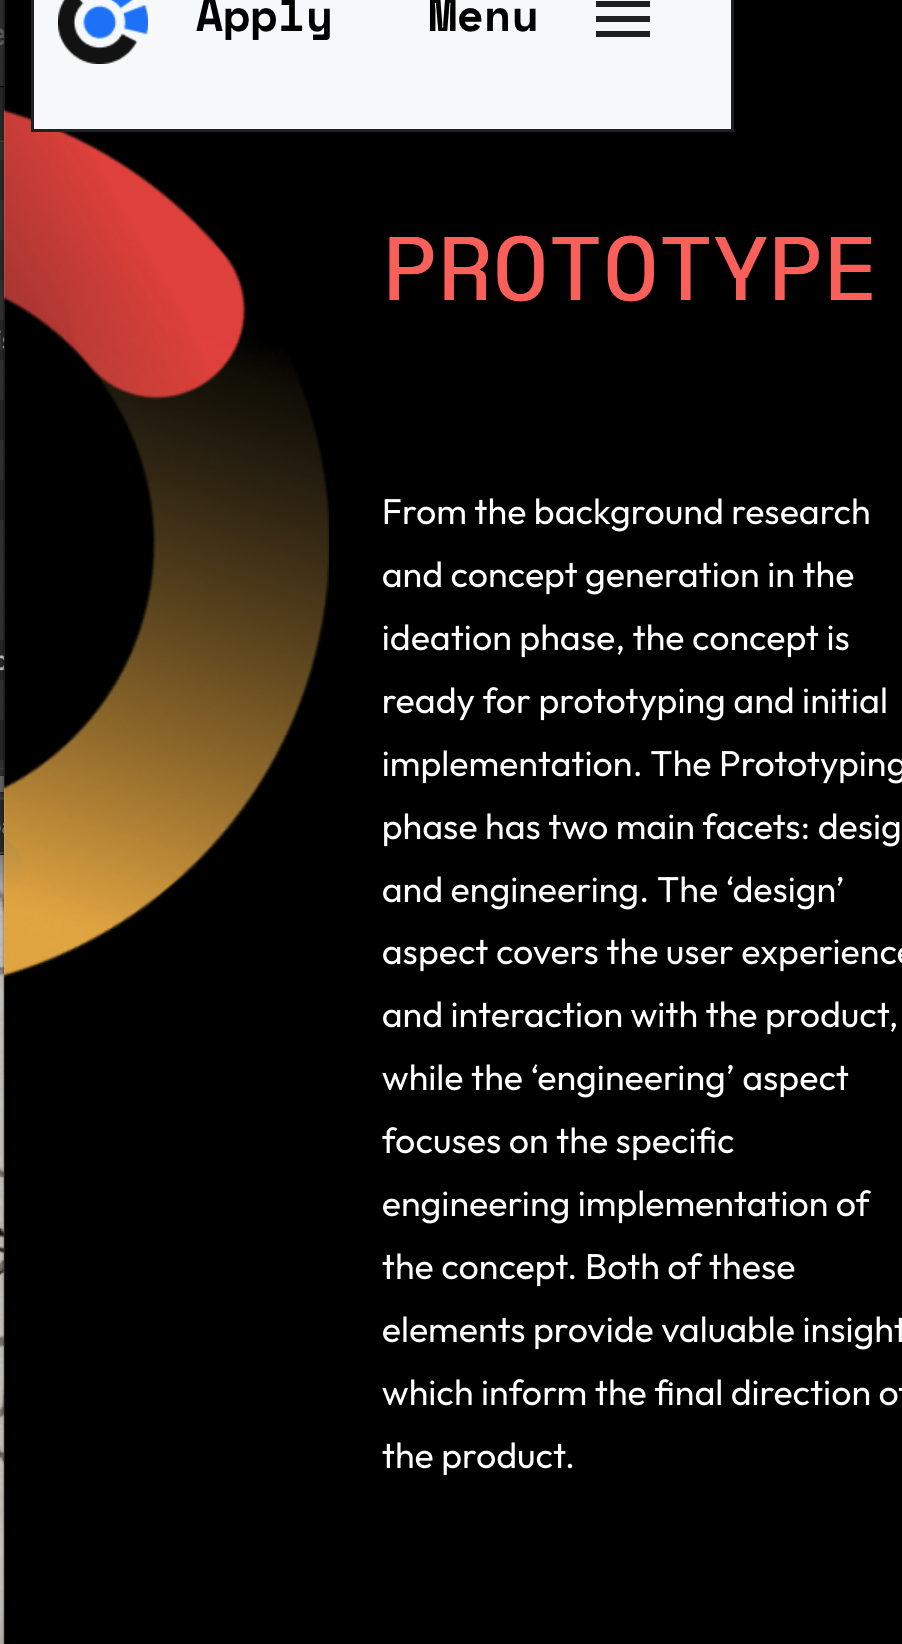 Apply Menu
PROTOTYPE
From the background research
and concept generation in the
ideation phase, the concept is
ready for prototyping and initial
implementation. The Prototyping
phase has two main facets: desig
and engineering. The ‘design’
aspect covers the user experience
and interaction with the product,
while the ‘engineering’ aspect
focuses on the specific
engineering implementation of
the concept. Both of these
elements provide valuable insight
which inform the final direction of
the product.